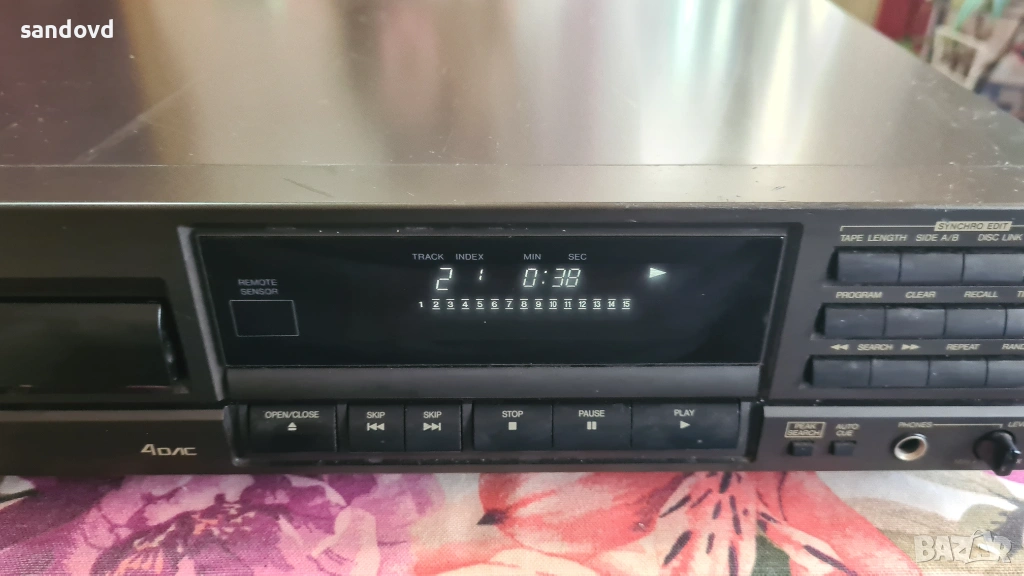 sandovd
SYNCHRO EDIT
TAPE LENGTH SIDE A/B DISC LINK
TRACK INDEX MIN SEC
2 1 0:38
REMOTE SENSOR
1 2 3 4 5 6 7 8 9 10 11 12 13 14 15
PROGRAM CLEAR RECALL
SEARCH REPEAT
OPEN/CLOSE SKIP SKIP STOP PAUSE PLAY
PEAK SEARCH AUTO CUE PHONES
4DAC
BAZAR